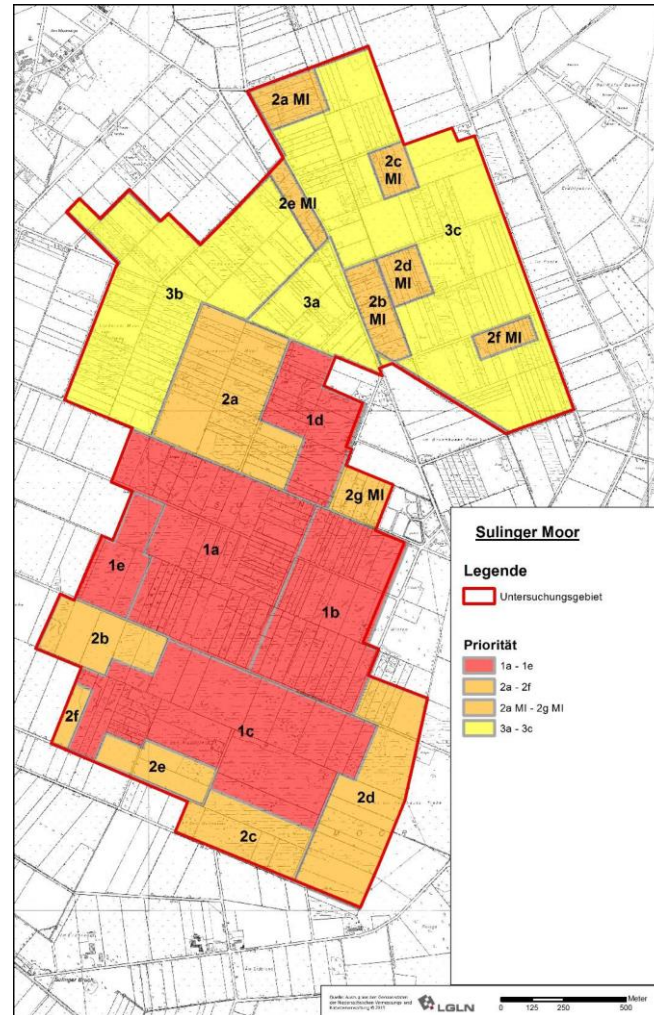 2a MI
2c
MI
2e MI
3c
2d
MI
2b
MI
3b
3a
2f MI
2a
1d
2g MI
1a
1e
1b
2b
1c
2f
2e
2d
2c
Sulinger Moor
Legende
Untersuchungsgebiet
Priorität
1a - 1e
2a - 2f
2a MI - 2g MI
3a - 3c
Sulinger Bruch
LGLN
Meter
0 125 250 500